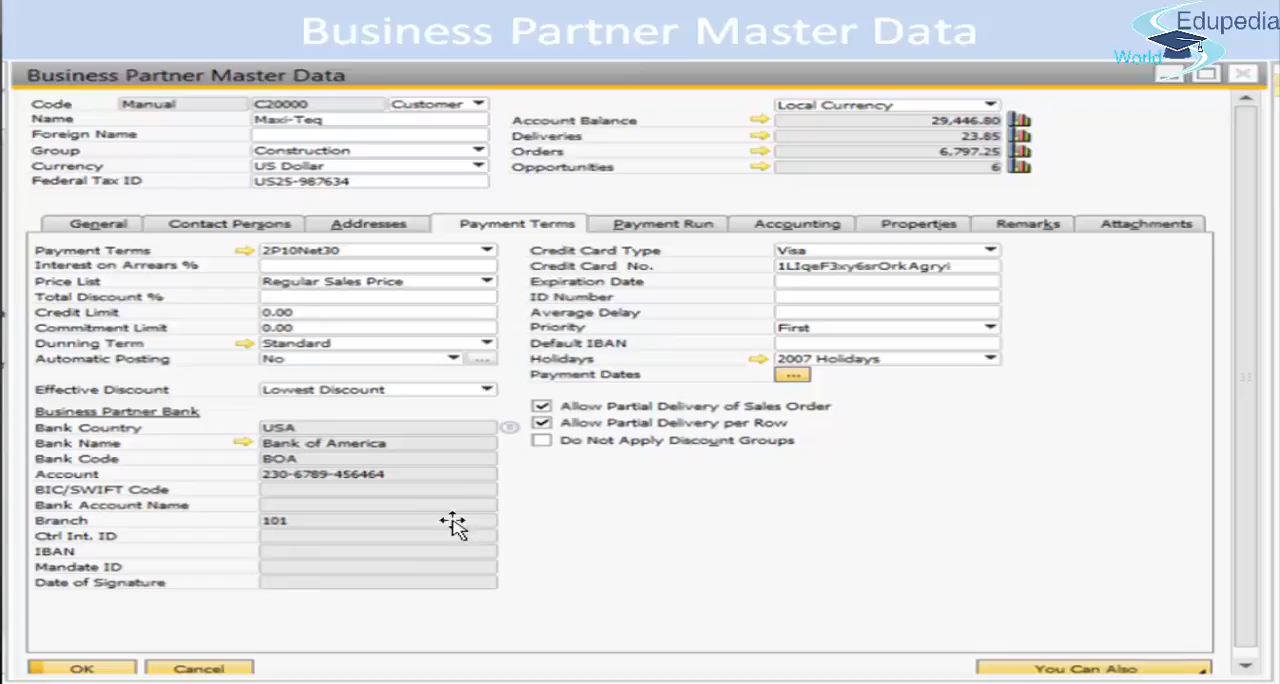 Business Partner Master Data
Edupedia
World
Business Partner Master Data
Code Manual C20000 Customer
Name Maxi-Teq
Foreign Name
Group Construction
Currency US Dollar
Federal Tax ID US25-987634
Local Currency
Account Balance 29,446.80
Deliveries 23.85
Orders 6,797.25
Opportunities 6
General Contact Persons Addresses Payment Terms Payment Run Accounting Properties Remarks Attachments
Payment Terms 2P10Net30
Interest on Arrears %
Price List Regular Sales Price
Total Discount %
Credit Limit 0.00
Commitment Limit 0.00
Dunning Term Standard
Automatic Posting No ...
Effective Discount Lowest Discount
Business Partner Bank
Bank Country USA
Bank Name Bank of America
Bank Code BOA
Account 230-6789-456464
BIC/SWIFT Code
Bank Account Name
Branch 101
Ctrl Int. ID
IBAN
Mandate ID
Date of Signature
Credit Card Type Visa
Credit Card No. 1LIqeF3xy6srOrkAgryi
Expiration Date
ID Number
Average Delay
Priority First
Default IBAN
Holidays 2007 Holidays
Payment Dates ...
Allow Partial Delivery of Sales Order
Allow Partial Delivery per Row
Do Not Apply Discount Groups
OK Cancel You Can Also